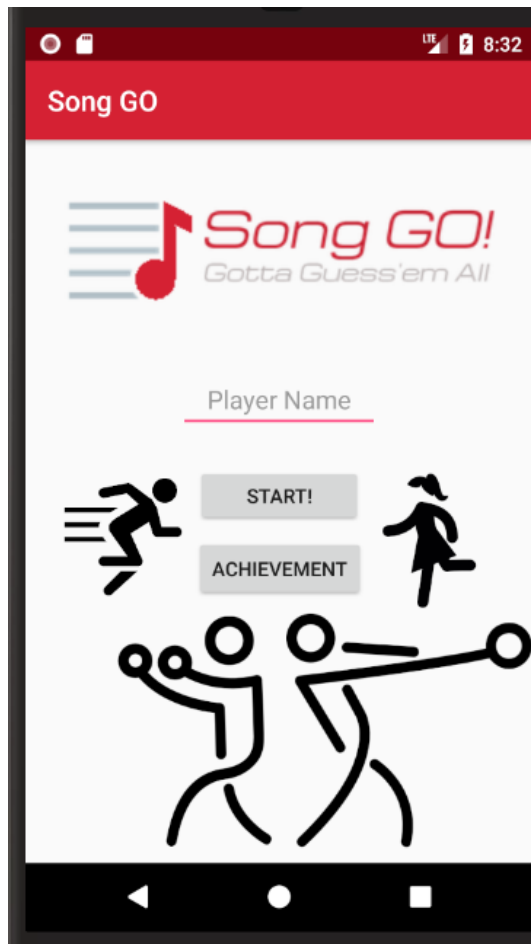 LTE 8:32
Song GO
Song GO!
Gotta Guess'em All
Player Name
START!
ACHIEVEMENT